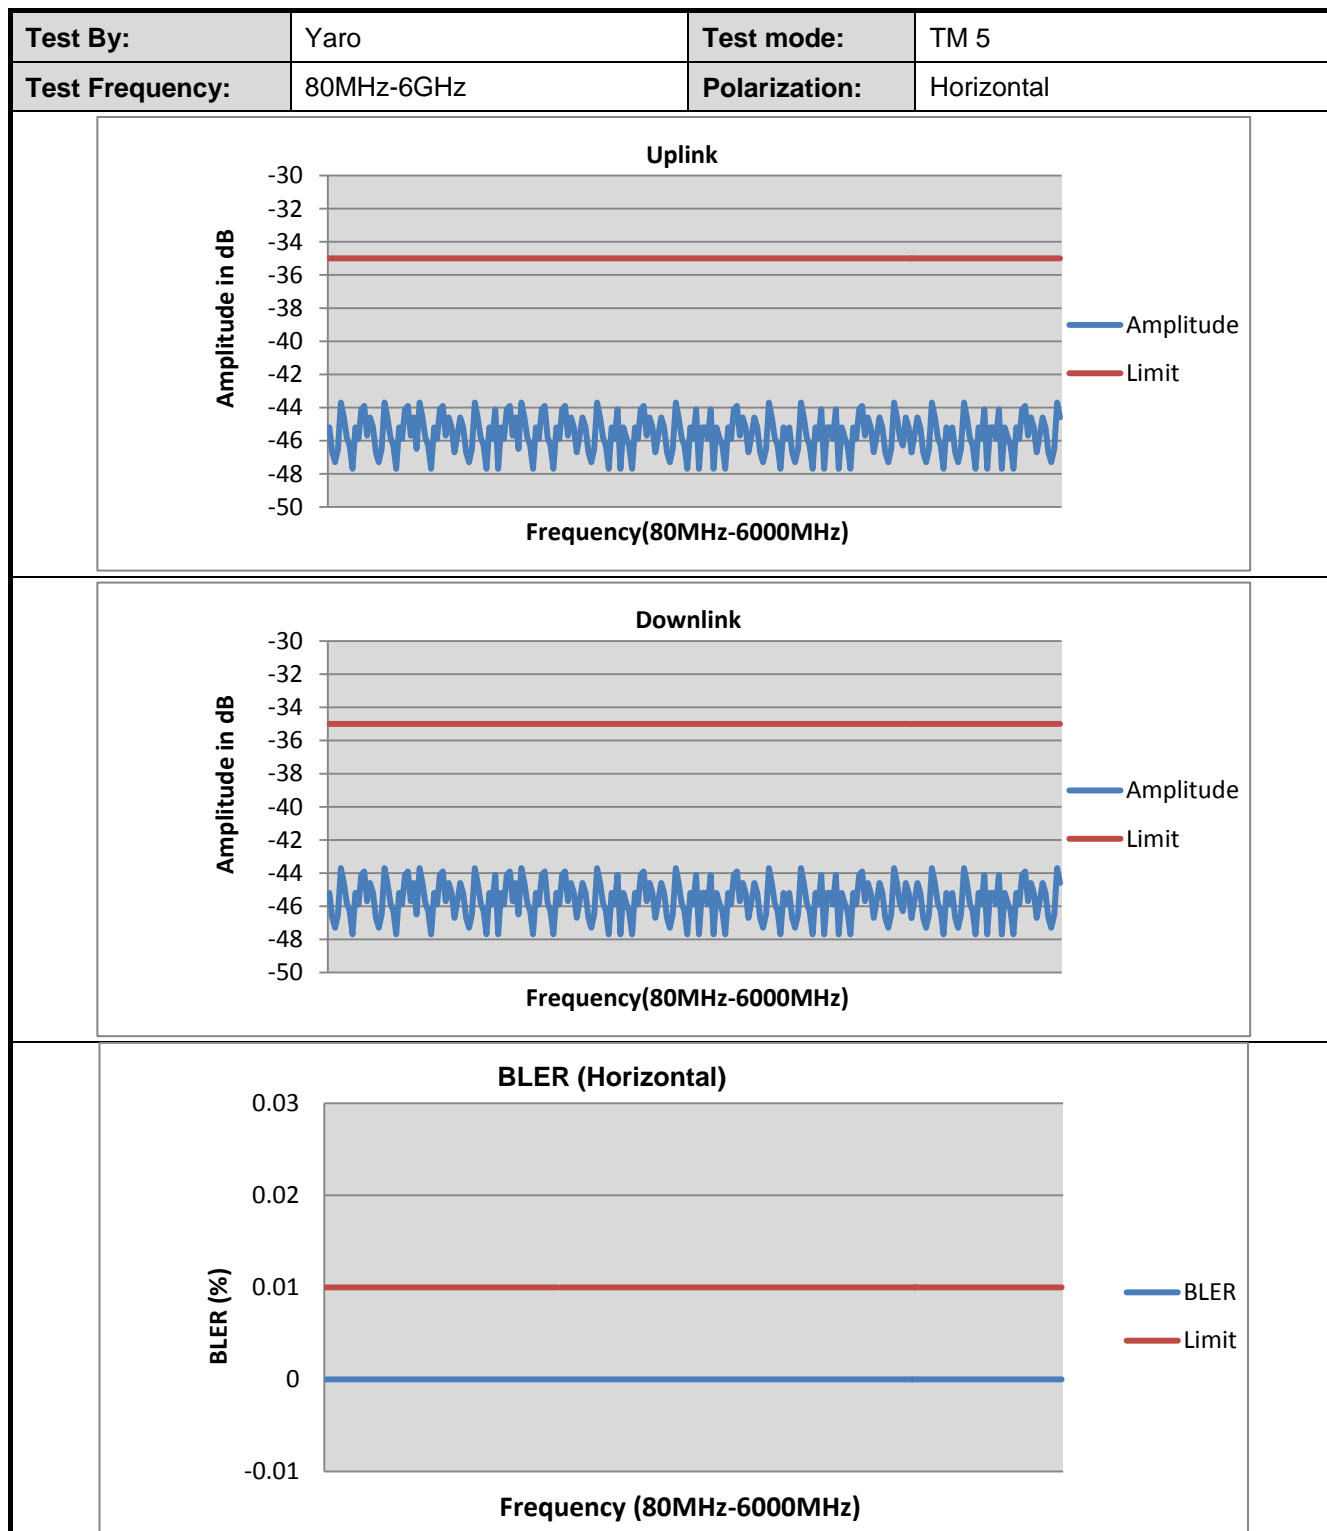 Test By: Yaro Test mode: TM 5
Test Frequency: 80MHz-6GHz Polarization: Horizontal
Uplink
Amplitude in dB
-30
-32
-34
-36
-38
-40
-42
-44
-46
-48
-50
Frequency(80MHz-6000MHz)
Amplitude
Limit
Downlink
Amplitude in dB
-30
-32
-34
-36
-38
-40
-42
-44
-46
-48
-50
Frequency(80MHz-6000MHz)
Amplitude
Limit
BLER (Horizontal)
BLER (%)
0.03
0.02
0.01
0
-0.01
Frequency (80MHz-6000MHz)
BLER
Limit